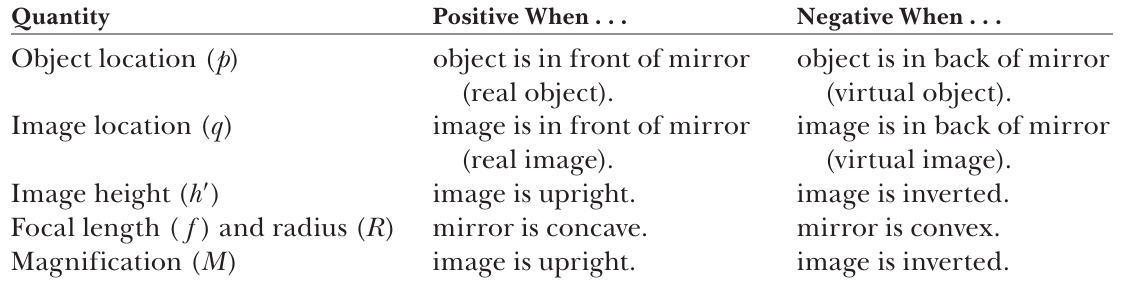 Quantity Positive When . . . Negative When . . .
Object location (p) object is in front of mirror object is in back of mirror
(real object). (virtual object).
Image location (q) image is in front of mirror image is in back of mirror
(real image). (virtual image).
Image height (h′) image is upright. image is inverted.
Focal length (f) and radius (R) mirror is concave. mirror is convex.
Magnification (M) image is upright. image is inverted.